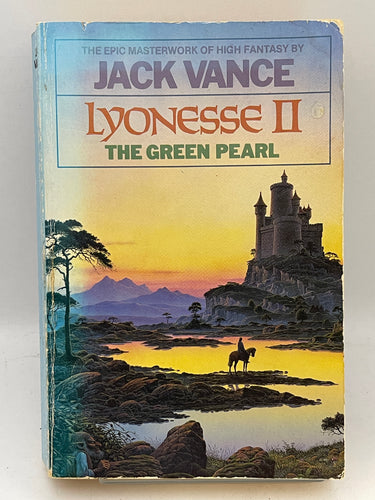 THE EPIC MASTERWORK OF HIGH FANTASY BY
JACK VANCE
LYONESSE II
THE GREEN PEARL